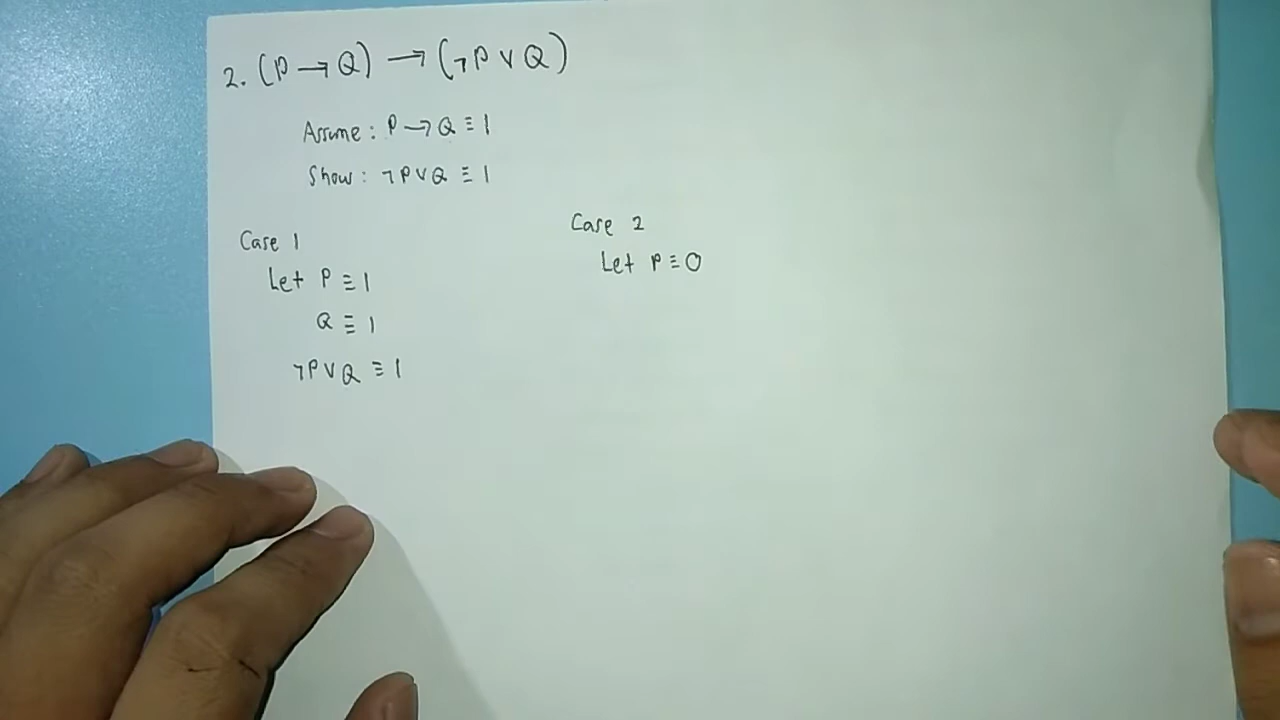 2. (P → Q) → (¬P ∨ Q)
Assume: P → Q ≡ 1
Show: ¬P ∨ Q ≡ 1
Case 1
Let P ≡ 1
Q ≡ 1
¬P ∨ Q ≡ 1
Case 2
Let P ≡ 0